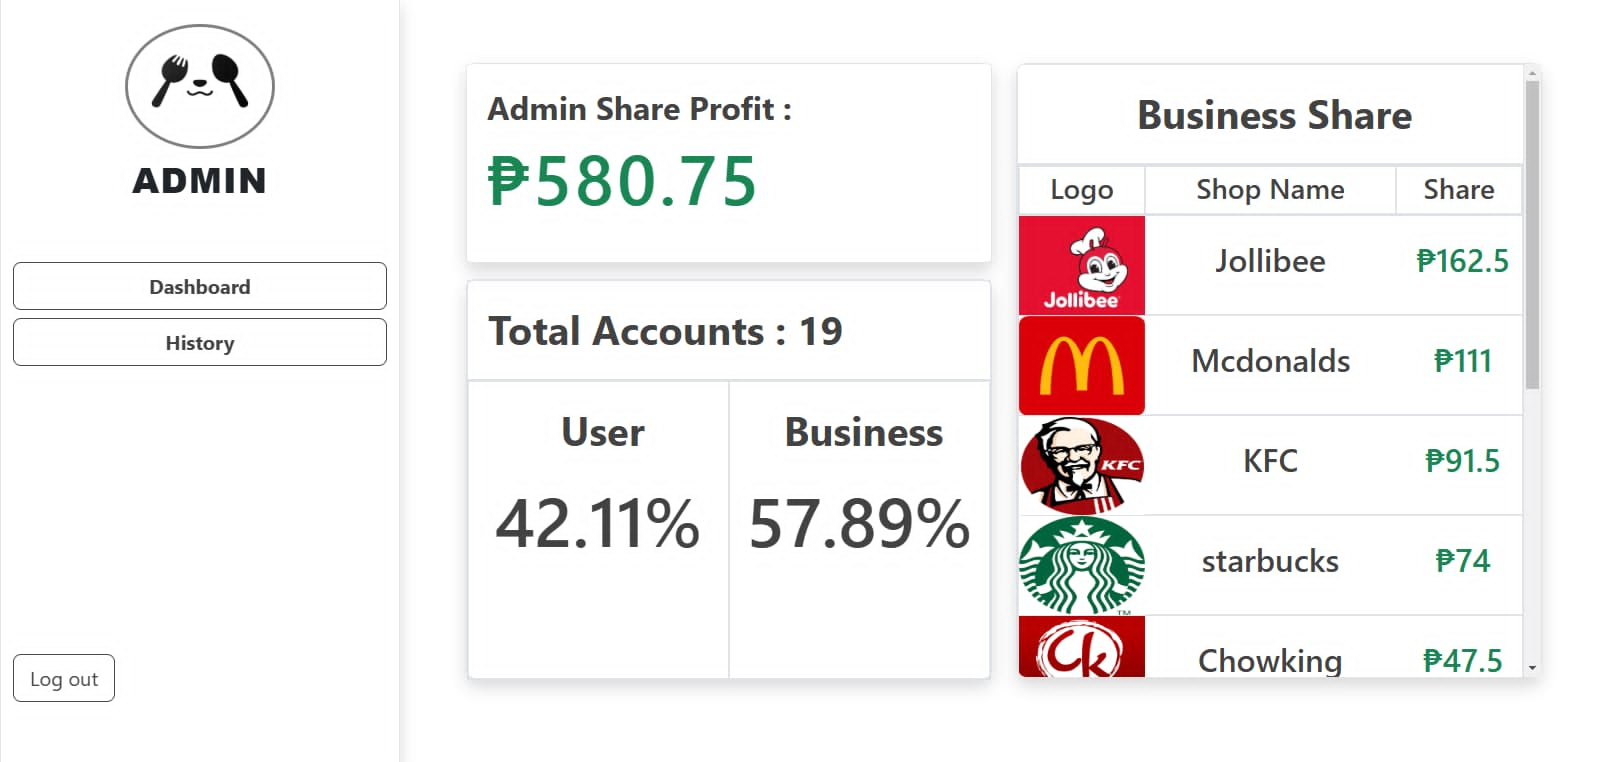 ADMIN
Dashboard
History
Log out
Admin Share Profit :
₱580.75
Total Accounts : 19
User
Business
42.11%
57.89%
Business Share
Logo Shop Name Share
Jollibee Jollibee ₱162.5
Mcdonalds ₱111
KFC KFC ₱91.5
starbucks ₱74
TM
Ck Chowking ₱47.5